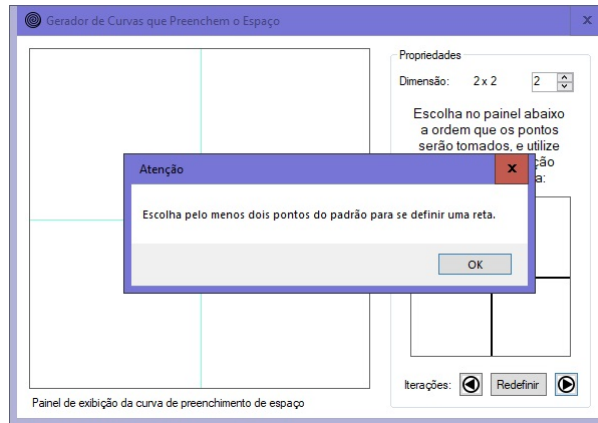 Gerador de Curvas que Preenchem o Espaço
x
Propriedades
Dimensão: 2 x 2 2
Escolha no painel abaixo
a ordem que os pontos
serão tomados, e utilize
ção
a:
Atenção
x
Escolha pelo menos dois pontos do padrão para se definir uma reta.
OK
Iterações: Redefinir
Painel de exibição da curva de preenchimento de espaço